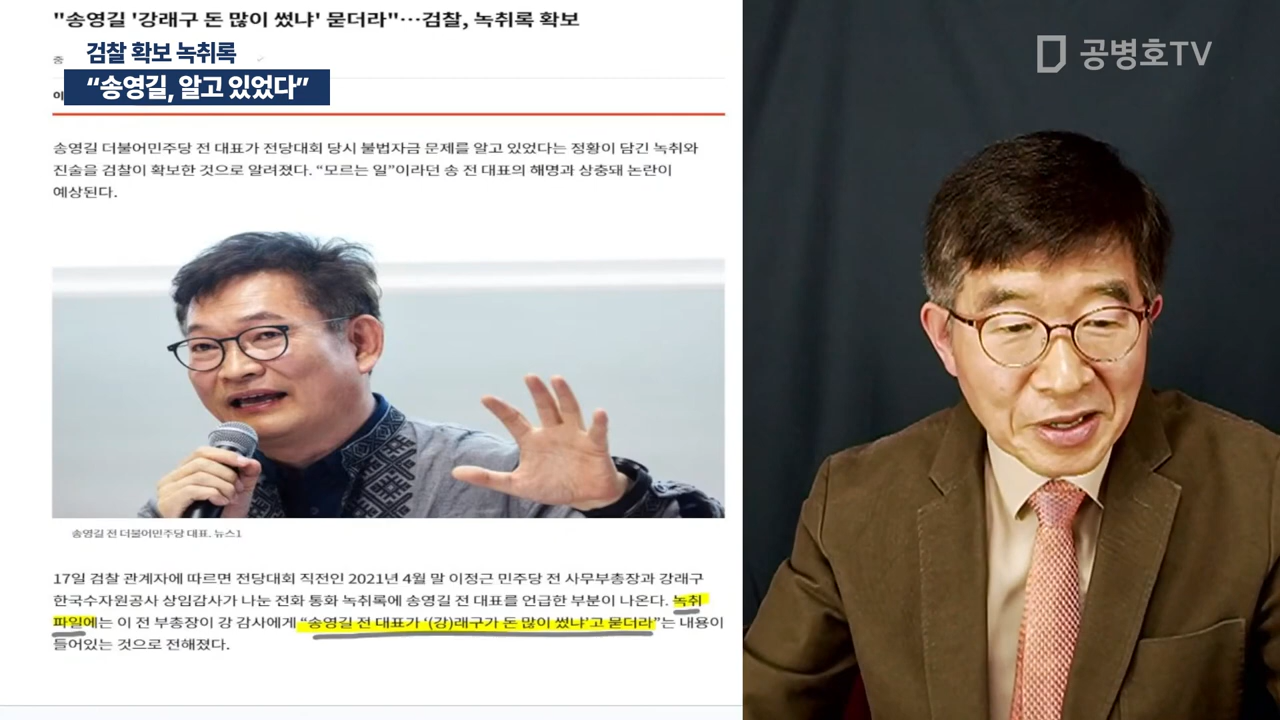 "송영길 '강래구 돈 많이 썼냐' 묻더라"…검찰, 녹취록 확보
검찰 확보 녹취록
중
“송영길, 알고 있었다”
이
공병호TV
송영길 더불어민주당 전 대표가 전당대회 당시 불법자금 문제를 알고 있었다는 정황이 담긴 녹취와
진술을 검찰이 확보한 것으로 알려졌다. “모르는 일”이라던 송 전 대표의 해명과 상충돼 논란이
예상된다.
송영길 전 더불어민주당 대표. 뉴스1
17일 검찰 관계자에 따르면 전당대회 직전인 2021년 4월 말 이정근 민주당 전 사무부총장과 강래구
한국수자원공사 상임감사가 나눈 전화 통화 녹취록에 송영길 전 대표를 언급한 부분이 나온다. 녹취
파일에는 이 전 부총장이 강 감사에게 “송영길 전 대표가 ‘(강)래구가 돈 많이 썼냐’고 묻더라”는 내용이
들어있는 것으로 전해졌다.